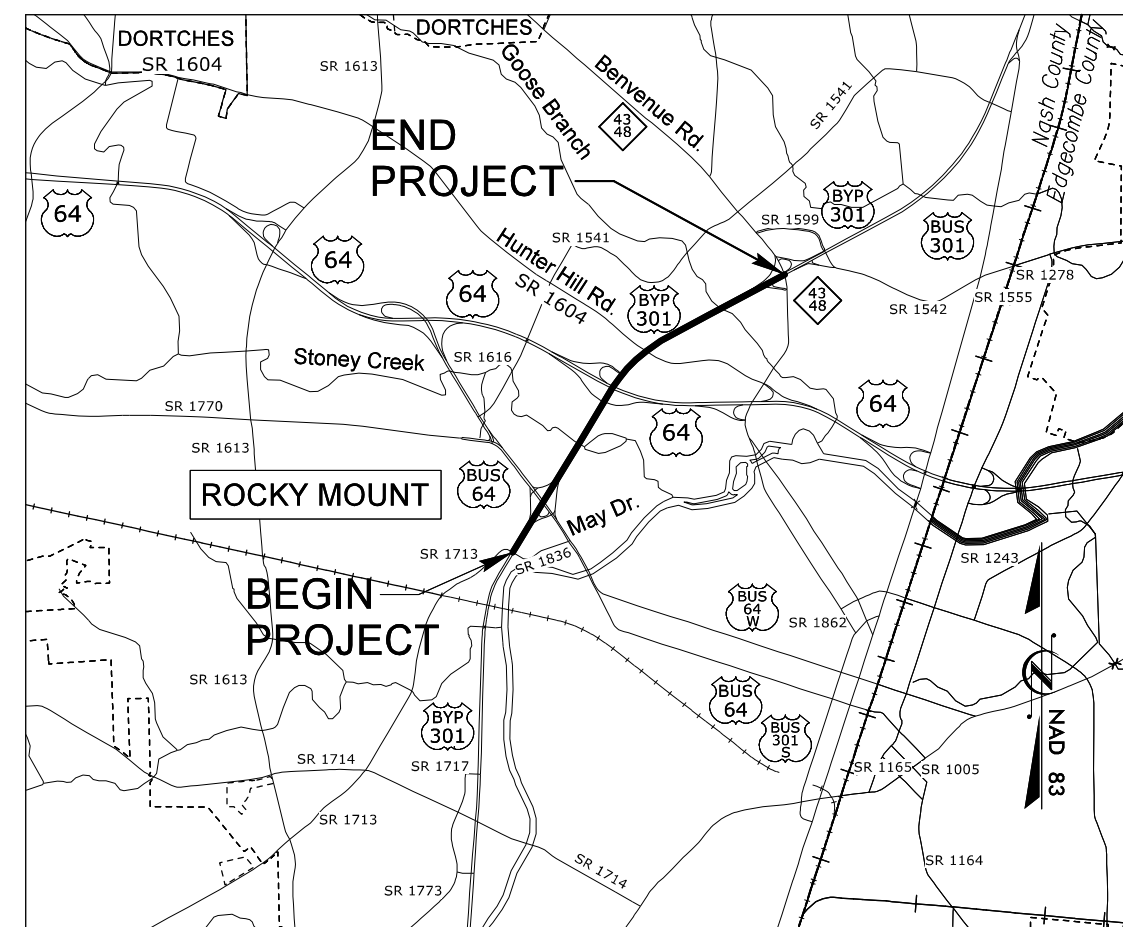 DORTCHES
SR 1604
SR 1613
DORTCHES
Goose Branch
Benvenue Rd.
43
48
SR 1541
Nash County
Edgecombe County
END
PROJECT
64
BYP
301
SR 1599
BUS
301
64
64
Hunter Hill Rd.
SR 1604
SR 1541
BYP
301
43
48
SR 1278
SR 1555
SR 1542
Stoney Creek
SR 1616
SR 1770
SR 1613
64
64
ROCKY MOUNT
BUS
64
May Dr.
SR 1713
SR 1836
SR 1243
BEGIN
PROJECT
BUS
64
W
SR 1862
N
NAD 83
SR 1613
BYP
301
BUS
64
BUS
301
S
SR 1714
SR 1717
SR 1165
SR 1005
SR 1713
SR 1714
SR 1773
SR 1164